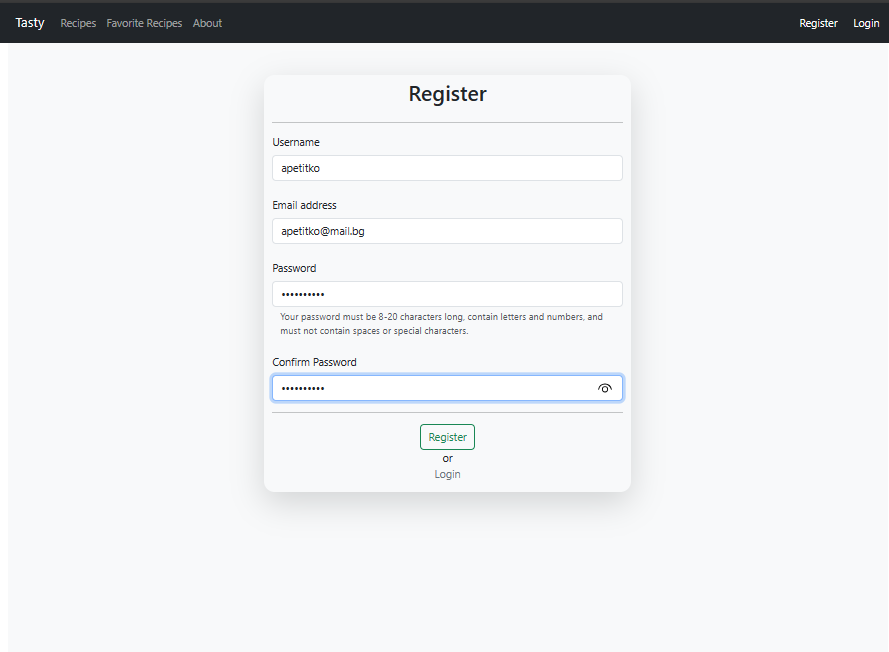 Tasty Recipes Favorite Recipes About Register Login
Register
Username
apetitko
Email address
apetitko@mail.bg
Password
••••••••••
Your password must be 8-20 characters long, contain letters and numbers, and
must not contain spaces or special characters.
Confirm Password
••••••••••
Register
or
Login